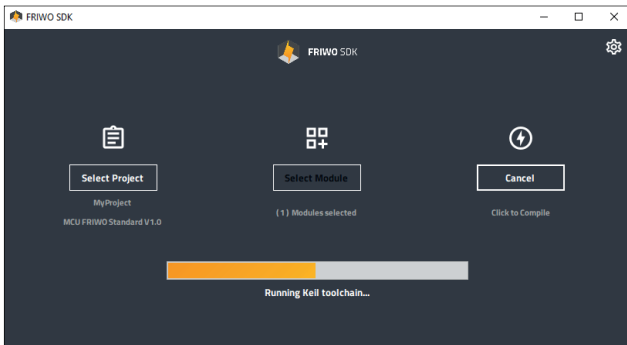 FRIWO SDK
FRIWO SDK
Select Project
Select Module
Cancel
MyProject
MCU FRIWO Standard V1.0
( 1 ) Modules selected
Click to Compile
Running Keil toolchain...